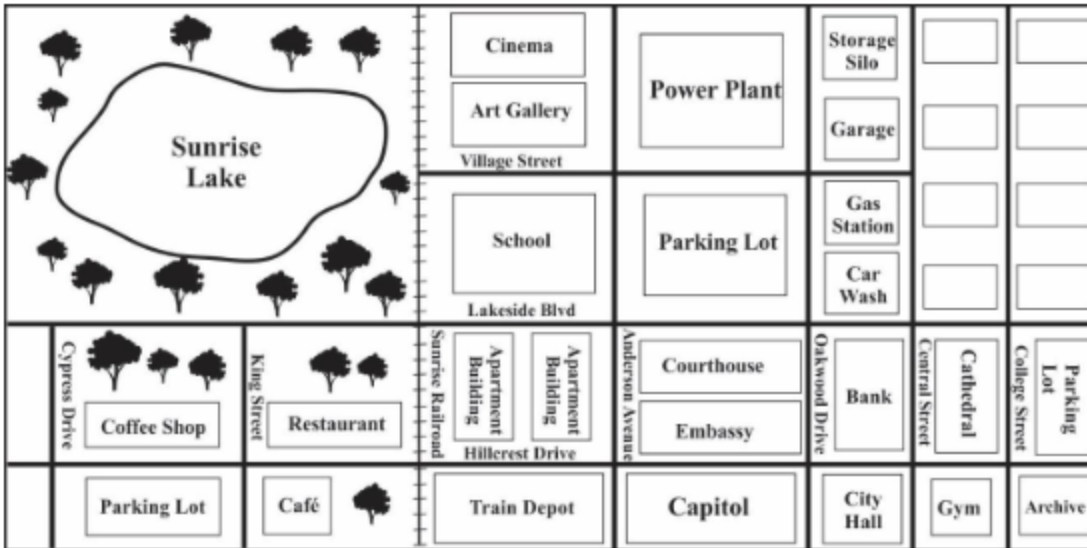 Cinema
Storage
Silo
Power Plant
Art Gallery
Garage
Sunrise
Lake
Village Street
Gas
Station
School
Parking Lot
Car
Wash
Lakeside Blvd
Cypress Drive
King Street
Sunrise Railroad
Apartment
Building
Apartment
Building
Anderson Avenue
Courthouse
Oakwood Drive
Bank
Central Street
Cathedral
College Street
Parking
Lot
Coffee Shop
Restaurant
Embassy
Hillcrest Drive
Parking Lot
Café
Train Depot
Capitol
City
Hall
Gym
Archive